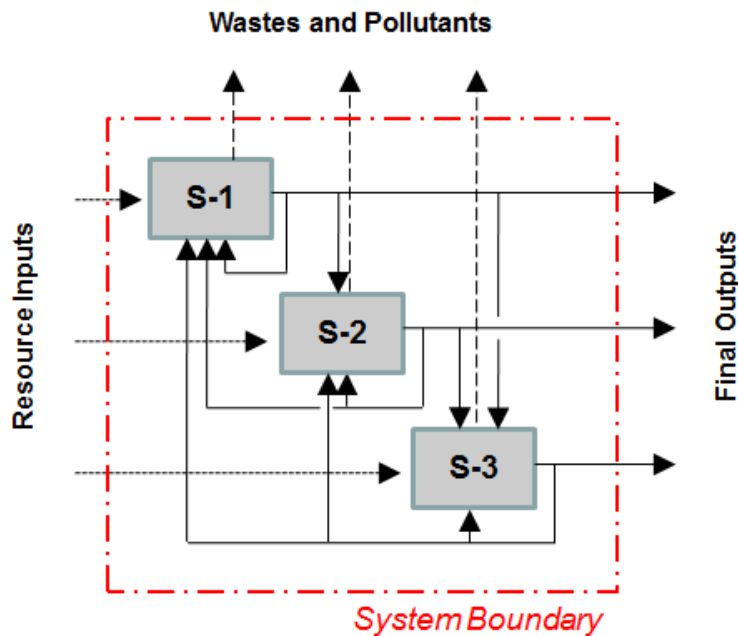 Wastes and Pollutants
Resource Inputs
S-1
S-2
S-3
Final Outputs
System Boundary